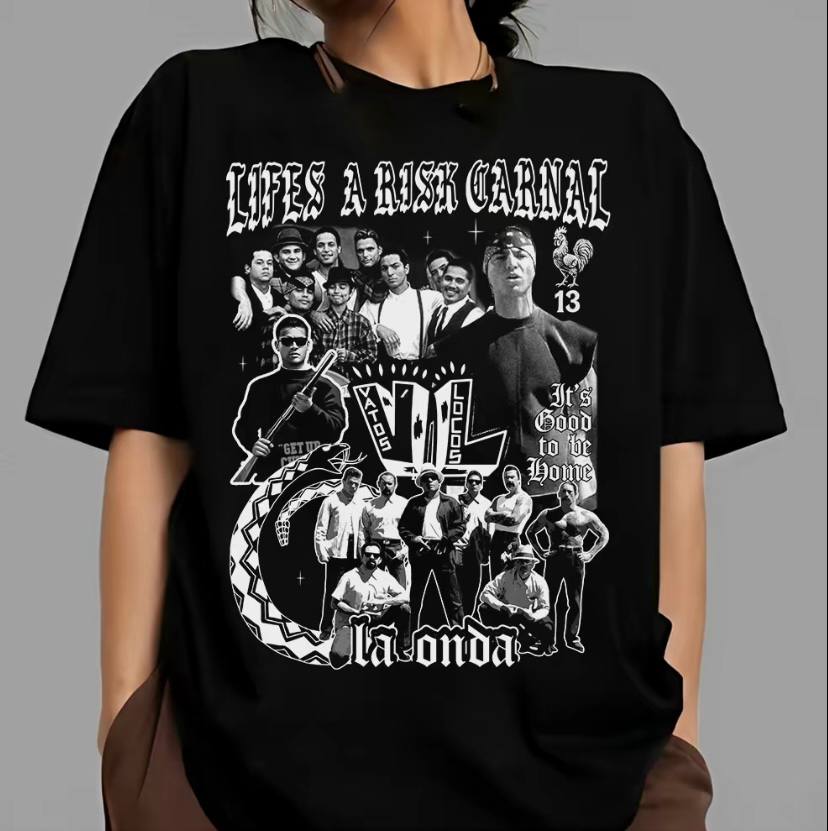 LIFES A RISK CARNAL
13
VATOS
VL
LOCOS
It's
Good
to be
Home
"GET UP
la onda